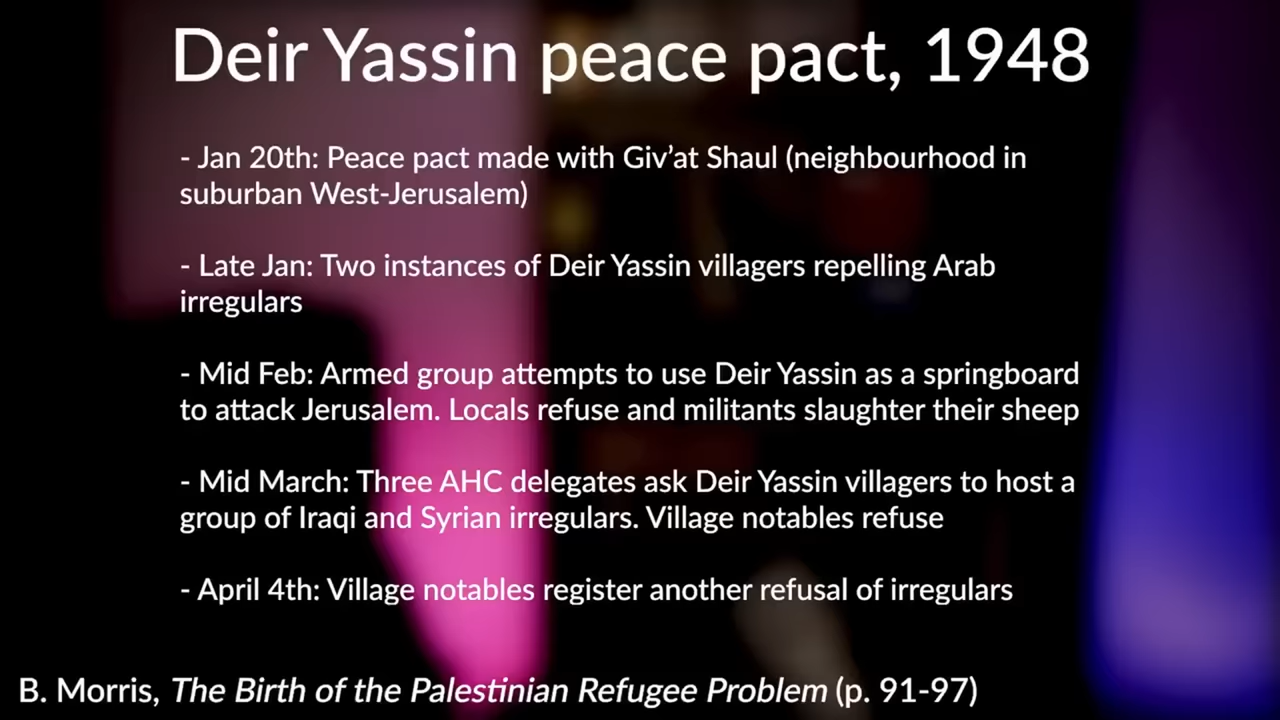 Deir Yassin peace pact, 1948
- Jan 20th: Peace pact made with Giv’at Shaul (neighbourhood in
suburban West-Jerusalem)
- Late Jan: Two instances of Deir Yassin villagers repelling Arab
irregulars
- Mid Feb: Armed group attempts to use Deir Yassin as a springboard
to attack Jerusalem. Locals refuse and militants slaughter their sheep
- Mid March: Three AHC delegates ask Deir Yassin villagers to host a
group of Iraqi and Syrian irregulars. Village notables refuse
- April 4th: Village notables register another refusal of irregulars
B. Morris, The Birth of the Palestinian Refugee Problem (p. 91-97)